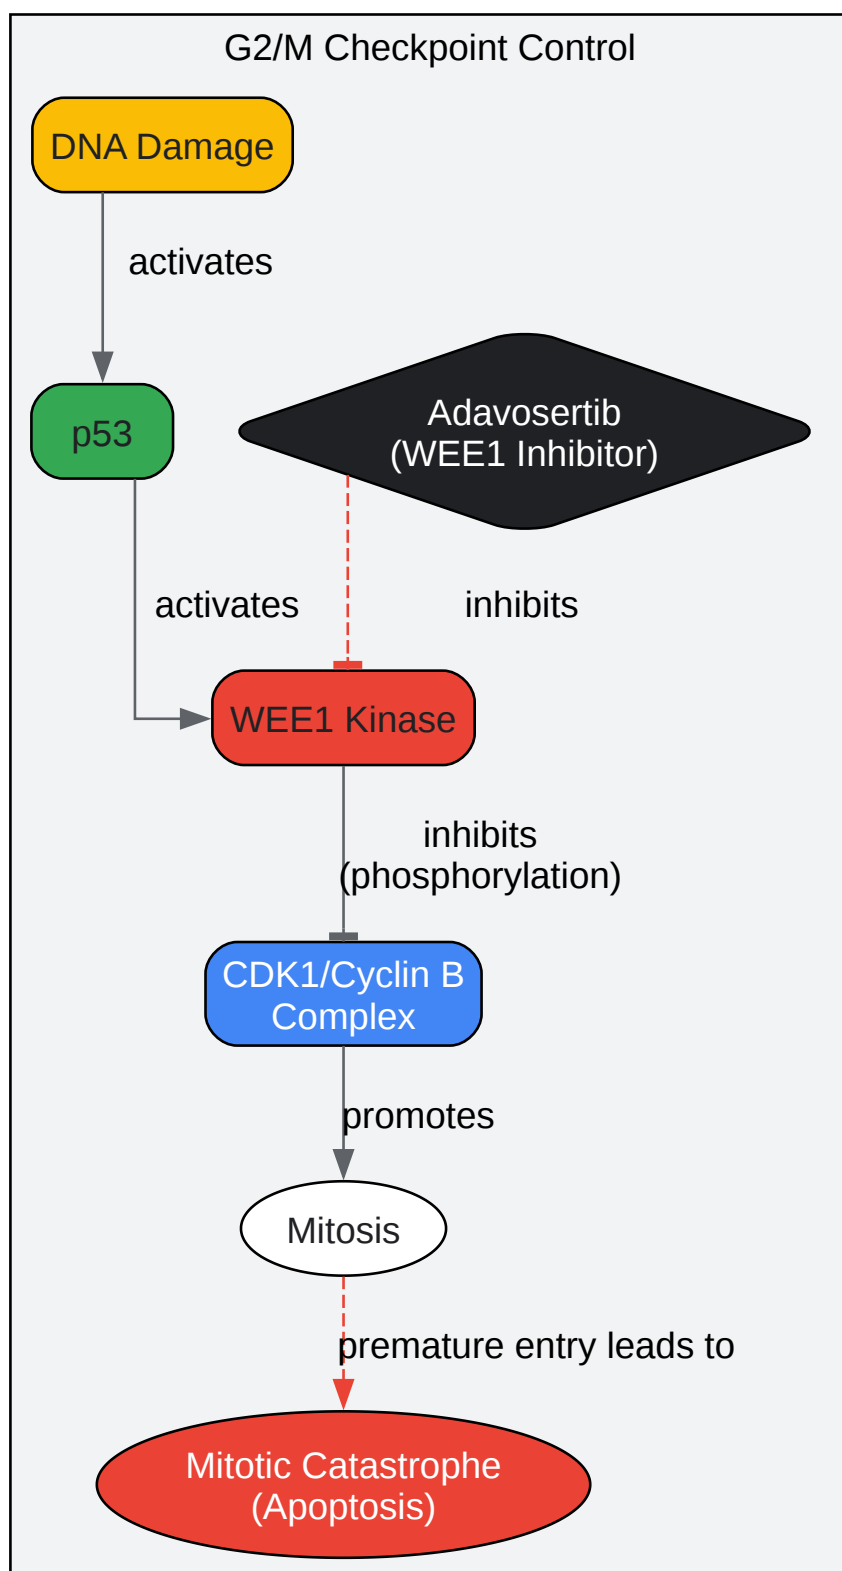 G2/M Checkpoint Control
DNA Damage
activates
p53
Adavosertib
(WEE1 Inhibitor)
activates
inhibits
WEE1 Kinase
inhibits
(phosphorylation)
CDK1/Cyclin B
Complex
promotes
Mitosis
premature entry leads to
Mitotic Catastrophe
(Apoptosis)